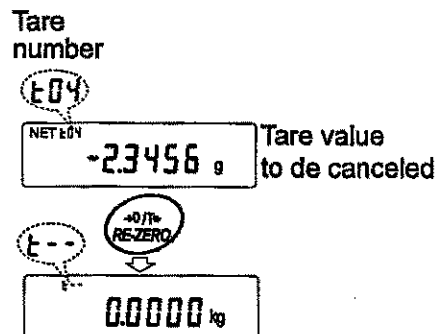 Tare
number
t04
NET t04
-2.3456 g
Tare value
to de canceled
→0/T←
RE-ZERO
t--
t--
0.0000 kg